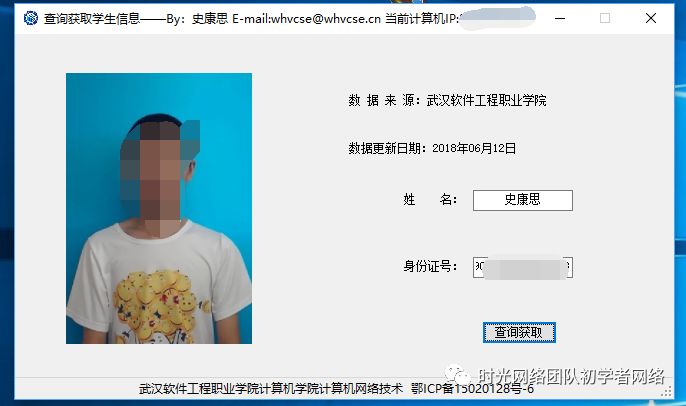 查询获取学生信息——By：史康思 E-mail:whvcse@whvcse.cn 当前计算机IP:
数 据 来 源：武汉软件工程职业学院
数据更新日期：2018年06月12日
姓 名：史康思
身份证号：
查询获取
时光网络团队初学者网络
武汉软件工程职业学院计算机学院计算机网络技术 鄂ICP备15020128号-6